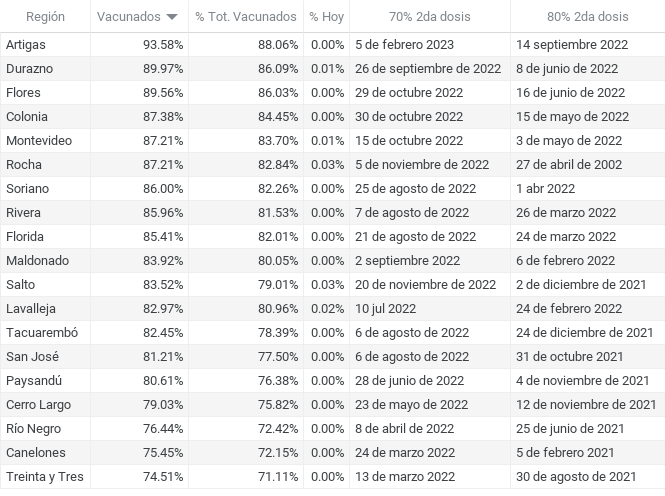 Región Vacunados % Tot. Vacunados % Hoy 70% 2da dosis 80% 2da dosis
Artigas 93.58% 88.06% 0.00% 5 de febrero 2023 14 septiembre 2022
Durazno 89.97% 86.09% 0.01% 26 de septiembre de 2022 8 de junio de 2022
Flores 89.56% 86.03% 0.00% 29 de octubre 2022 16 de junio de 2022
Colonia 87.38% 84.45% 0.00% 30 de octubre 2022 15 de mayo de 2022
Montevideo 87.21% 83.70% 0.01% 15 de octubre 2022 3 de mayo de 2022
Rocha 87.21% 82.84% 0.03% 5 de noviembre de 2022 27 de abril de 2002
Soriano 86.00% 82.26% 0.00% 25 de agosto de 2022 1 abr 2022
Rivera 85.96% 81.53% 0.00% 7 de agosto de 2022 26 de marzo 2022
Florida 85.41% 82.01% 0.00% 21 de agosto de 2022 24 de marzo 2022
Maldonado 83.92% 80.05% 0.00% 2 septiembre 2022 6 de febrero 2022
Salto 83.52% 79.01% 0.03% 20 de noviembre de 2022 2 de diciembre de 2021
Lavalleja 82.97% 80.96% 0.02% 10 jul 2022 24 de febrero 2022
Tacuarembó 82.45% 78.39% 0.00% 6 de agosto de 2022 24 de diciembre de 2021
San José 81.21% 77.50% 0.00% 6 de agosto de 2022 31 de octubre 2021
Paysandú 80.61% 76.38% 0.00% 28 de junio de 2022 4 de noviembre de 2021
Cerro Largo 79.03% 75.82% 0.00% 23 de mayo de 2022 12 de noviembre de 2021
Río Negro 76.44% 72.42% 0.00% 8 de abril de 2022 25 de junio de 2021
Canelones 75.45% 72.15% 0.00% 24 de marzo 2022 5 de febrero 2021
Treinta y Tres 74.51% 71.11% 0.00% 13 de marzo 2022 30 de agosto de 2021